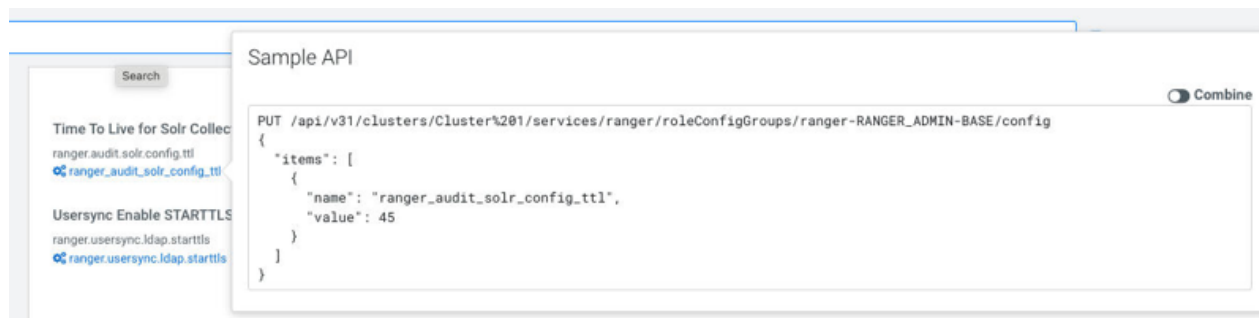 Sample API
Search
Combine
Time To Live for Solr Collec
ranger.audit.solr.config.ttl
ranger_audit_solr_config_ttl
Usersync Enable STARTTLS
ranger.usersync.ldap.starttls
ranger.usersync.ldap.starttls
PUT /api/v31/clusters/Cluster%201/services/ranger/roleConfigGroups/ranger-RANGER_ADMIN-BASE/config
{
"items": [
{
"name": "ranger_audit_solr_config_ttl",
"value": 45
}
]
}